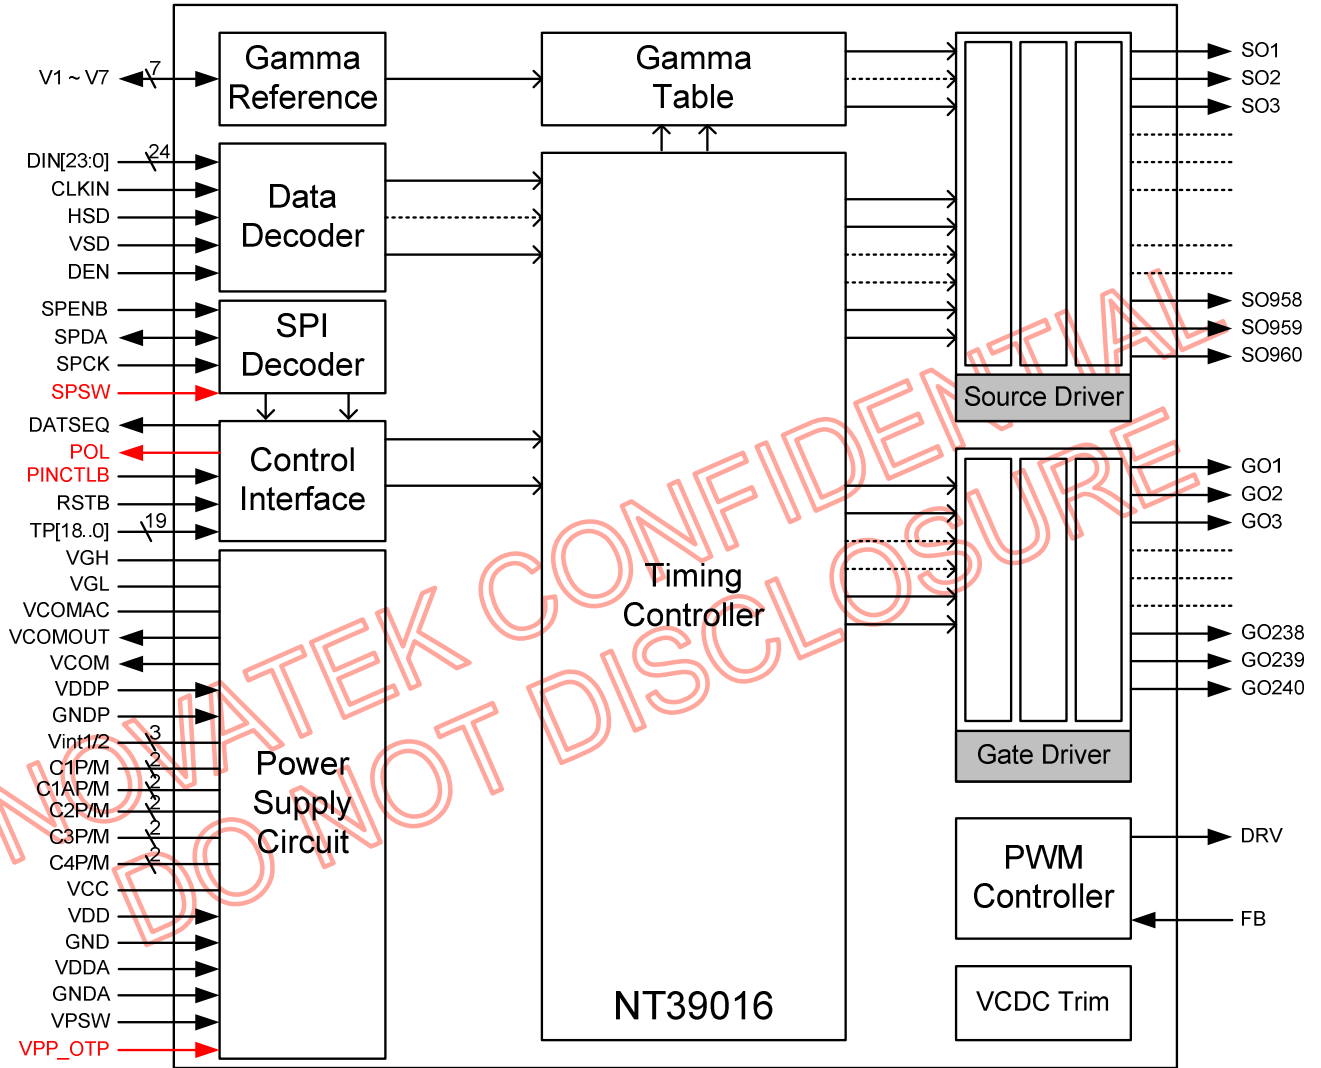 V1 ~ V7
7
Gamma
Reference
Gamma
Table
SO1
SO2
SO3
DIN[23:0]
24
CLKIN
HSD
VSD
DEN
Data
Decoder
SPENB
SPDA
SPCK
SPSW
SPI
Decoder
SO958
SO959
SO960
Source Driver
DATSEQ
POL
PINCTLB
RSTB
TP[18..0]
19
Control
Interface
GO1
GO2
GO3
Timing
Controller
NT39016
GO238
GO239
GO240
Gate Driver
VGH
VGL
VCOMAC
VCOMOUT
VCOM
VDDP
GNDP
Vint1/2
3
C1P/M
2
C1AP/M
2
C2P/M
2
C3P/M
2
C4P/M
2
VCC
VDD
GND
VDDA
GNDA
VPSW
VPP_OTP
Power
Supply
Circuit
PWM
Controller
DRV
FB
VCDC Trim
NOVATEK CONFIDENTIAL
DO NOT DISCLOSURE